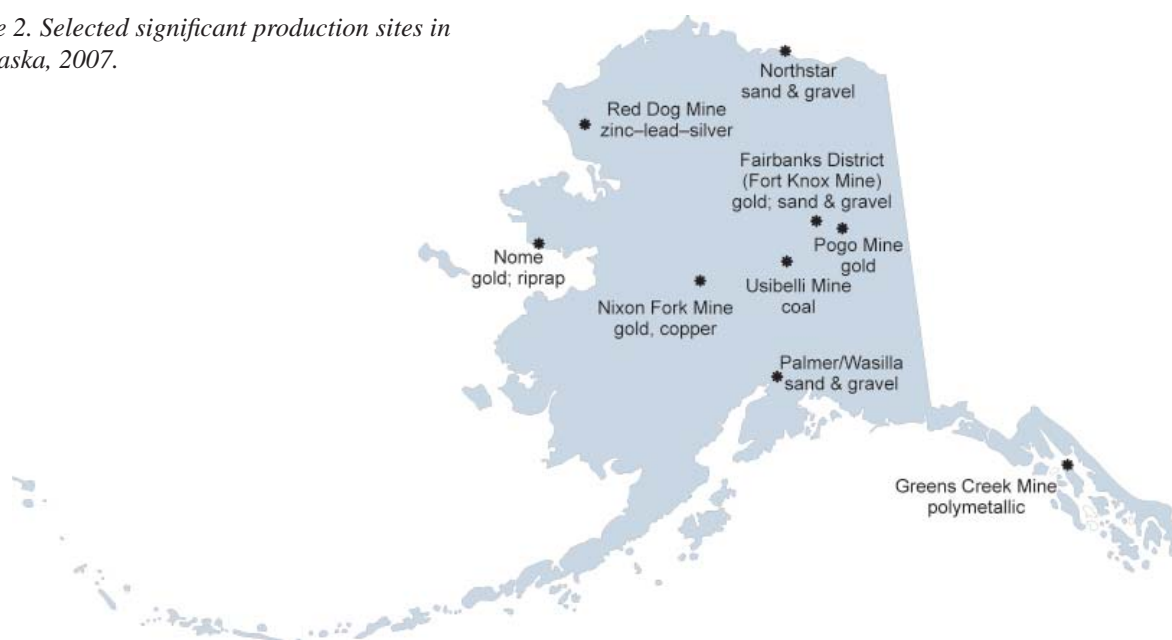 e 2. Selected significant production sites in
aska, 2007.
Northstar
sand & gravel
Red Dog Mine
zinc–lead–silver
Fairbanks District
(Fort Knox Mine)
gold; sand & gravel
Pogo Mine
gold
Nome
gold; riprap
Usibelli Mine
coal
Nixon Fork Mine
gold, copper
Palmer/Wasilla
sand & gravel
Greens Creek Mine
polymetallic